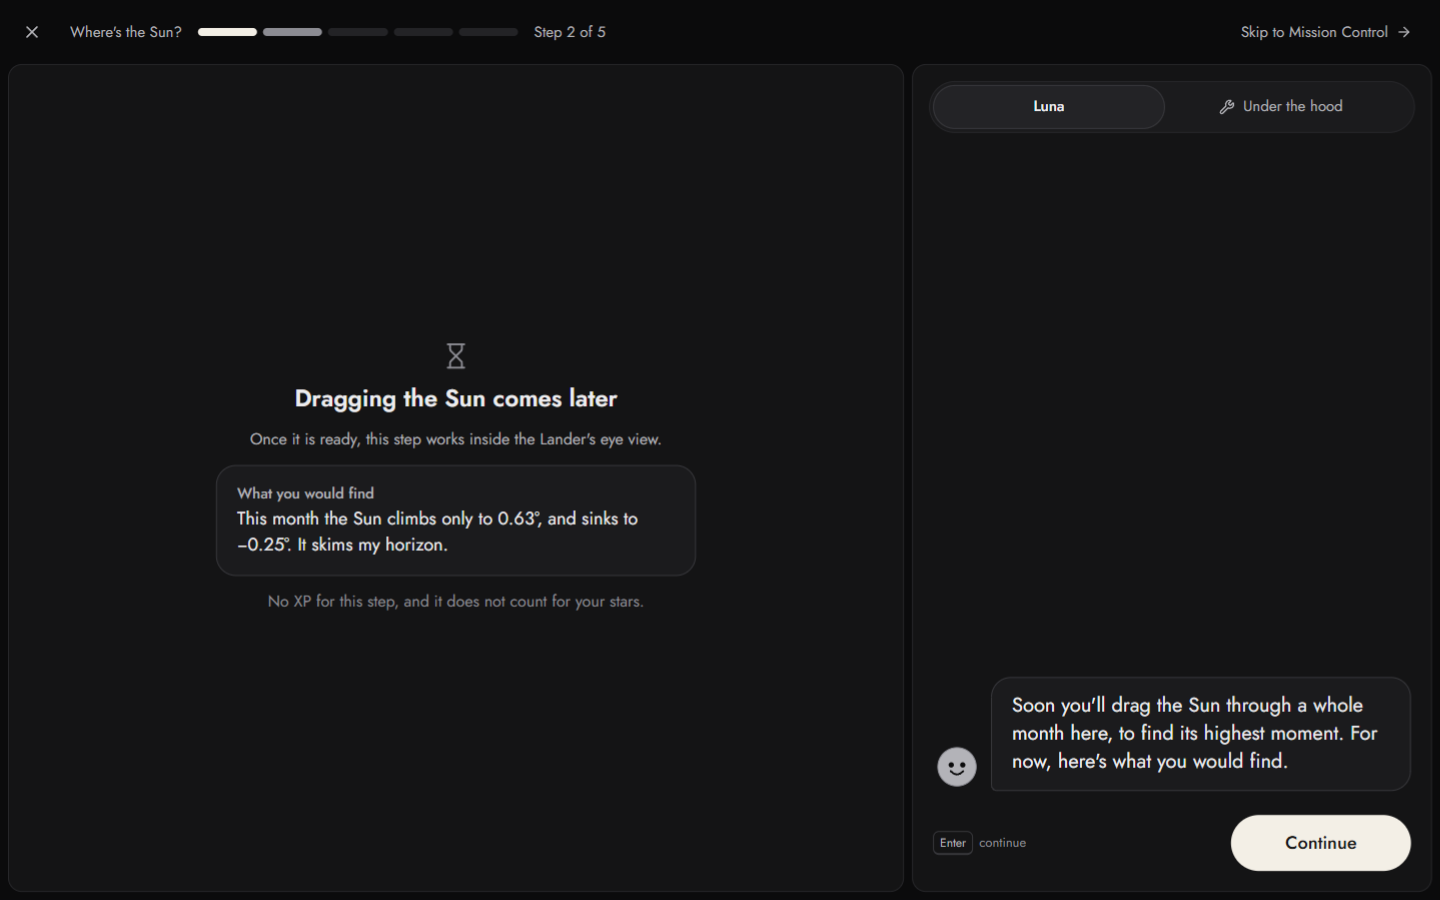 Where's the Sun?
Step 2 of 5
Skip to Mission Control
Luna
Under the hood
Dragging the Sun comes later
Once it is ready, this step works inside the Lander's eye view.
What you would find
This month the Sun climbs only to 0.63°, and sinks to
−0.25°. It skims my horizon.
No XP for this step, and it does not count for your stars.
Soon you'll drag the Sun through a whole
month here, to find its highest moment. For
now, here's what you would find.
Enter continue
Continue